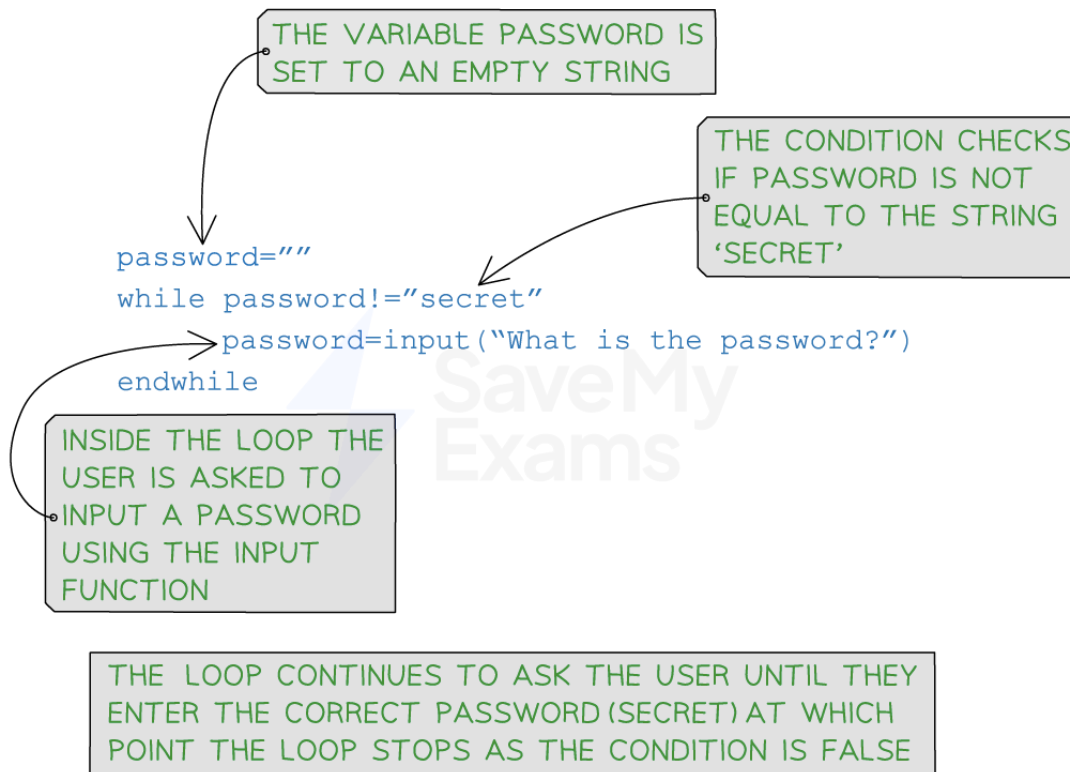 THE VARIABLE PASSWORD IS
SET TO AN EMPTY STRING
THE CONDITION CHECKS
IF PASSWORD IS NOT
EQUAL TO THE STRING
‘SECRET’
password=””
while password!=”secret”
password=input(“What is the password?”)
endwhile
SaveMy
Exams
INSIDE THE LOOP THE
USER IS ASKED TO
INPUT A PASSWORD
USING THE INPUT
FUNCTION
THE LOOP CONTINUES TO ASK THE USER UNTIL THEY
ENTER THE CORRECT PASSWORD (SECRET) AT WHICH
POINT THE LOOP STOPS AS THE CONDITION IS FALSE